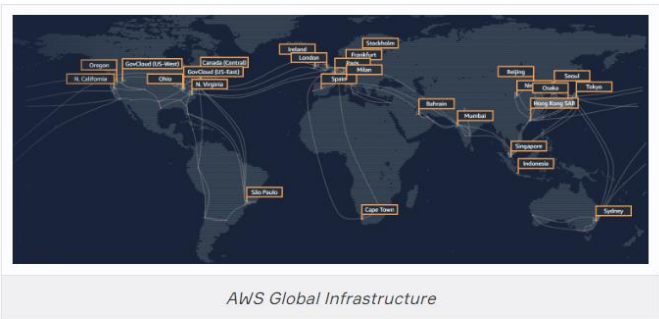 Stockholm
Ireland
Frankfurt
London
Paris
Milan
Spain
Oregon
GovCloud (US-West)
Canada (Central)
GovCloud (US-East)
N. California
Ohio
N. Virginia
Beijing
Seoul
Osaka
Tokyo
Hong Kong SAR
Bahrain
Mumbai
Singapore
Indonesia
São Paulo
Cape Town
Sydney
AWS Global Infrastructure